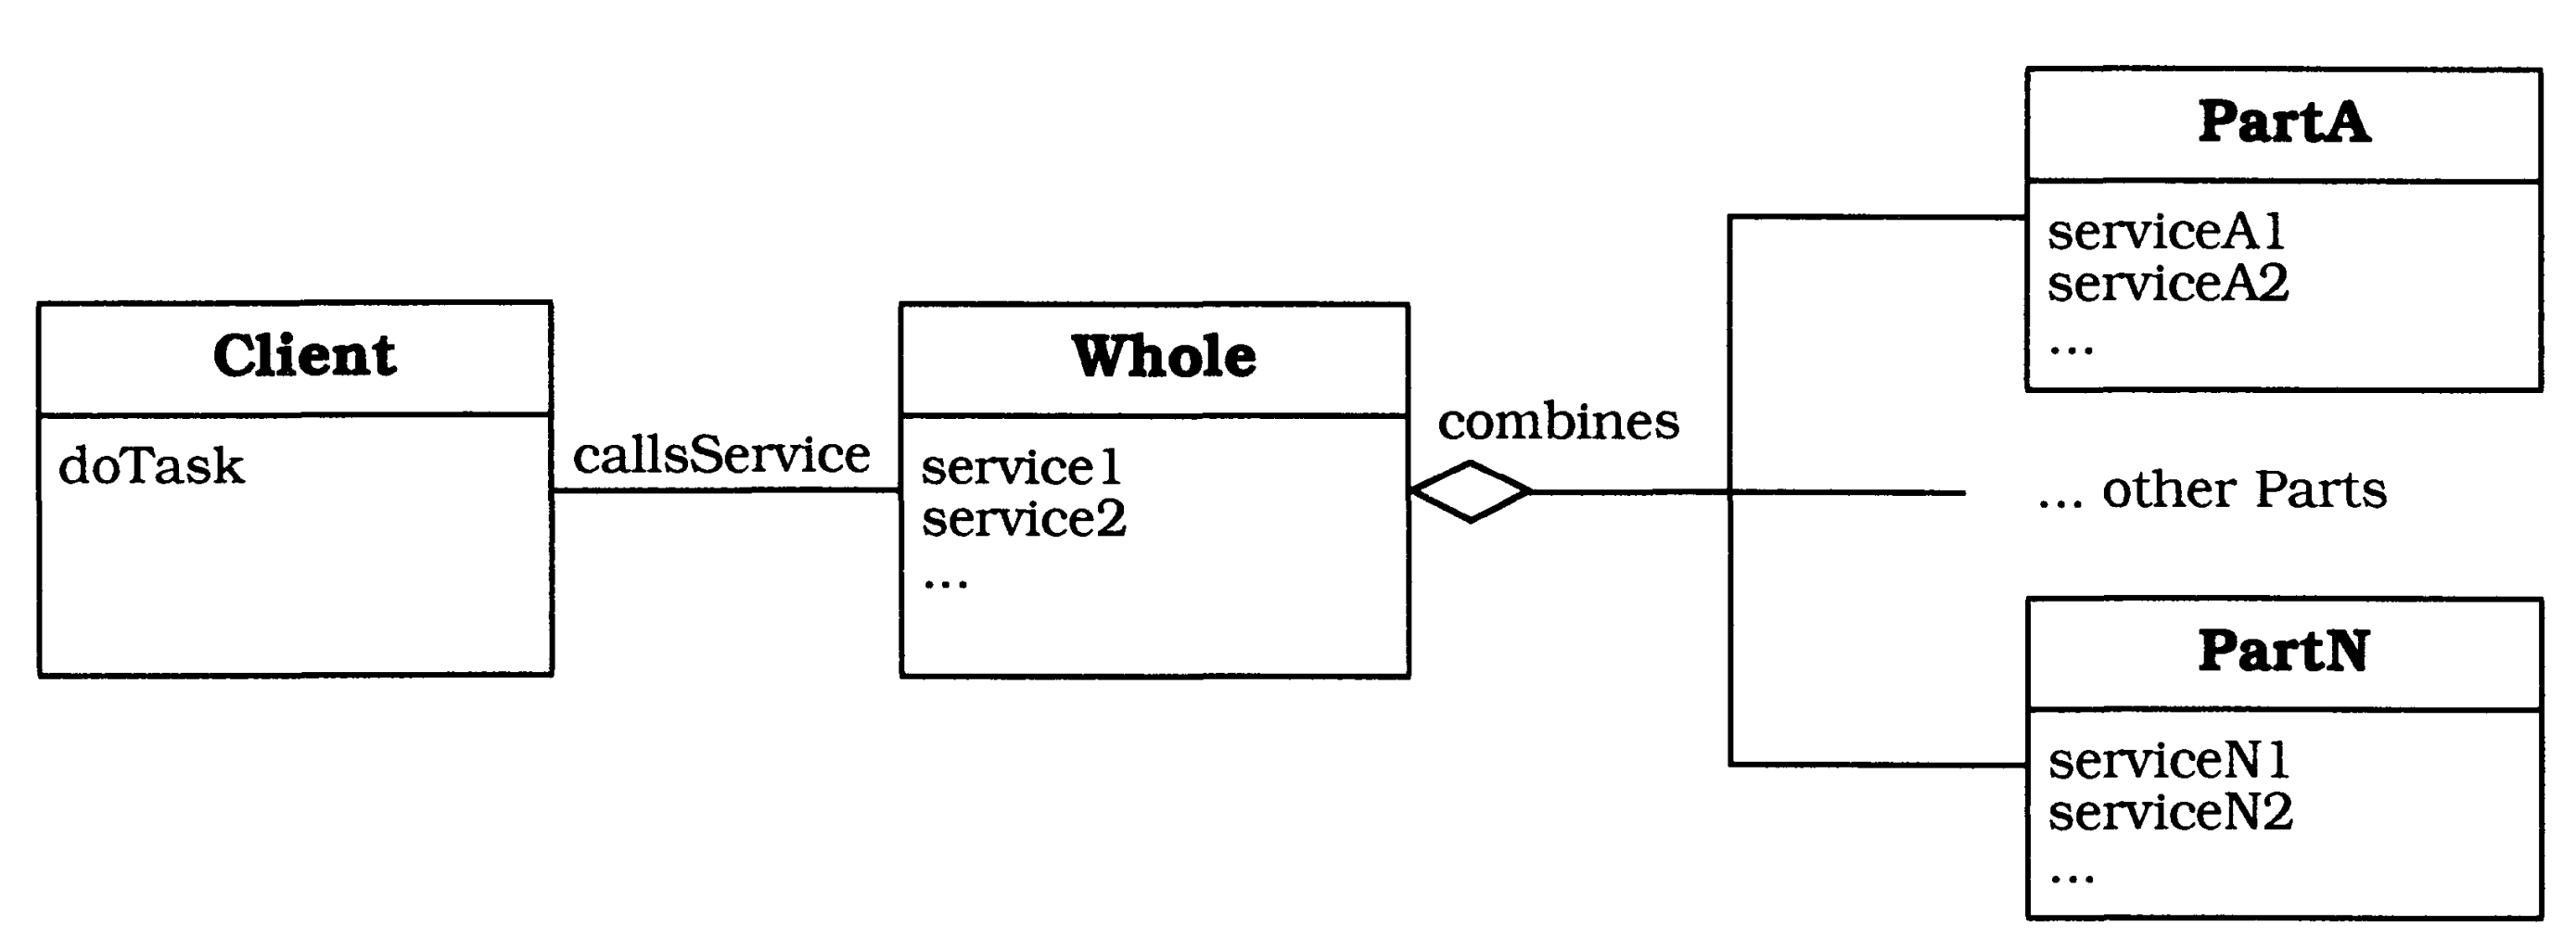 Client
doTask
callsService
Whole
service1
service2
...
combines
PartA
serviceA1
serviceA2
...
... other Parts
PartN
serviceN1
serviceN2
...